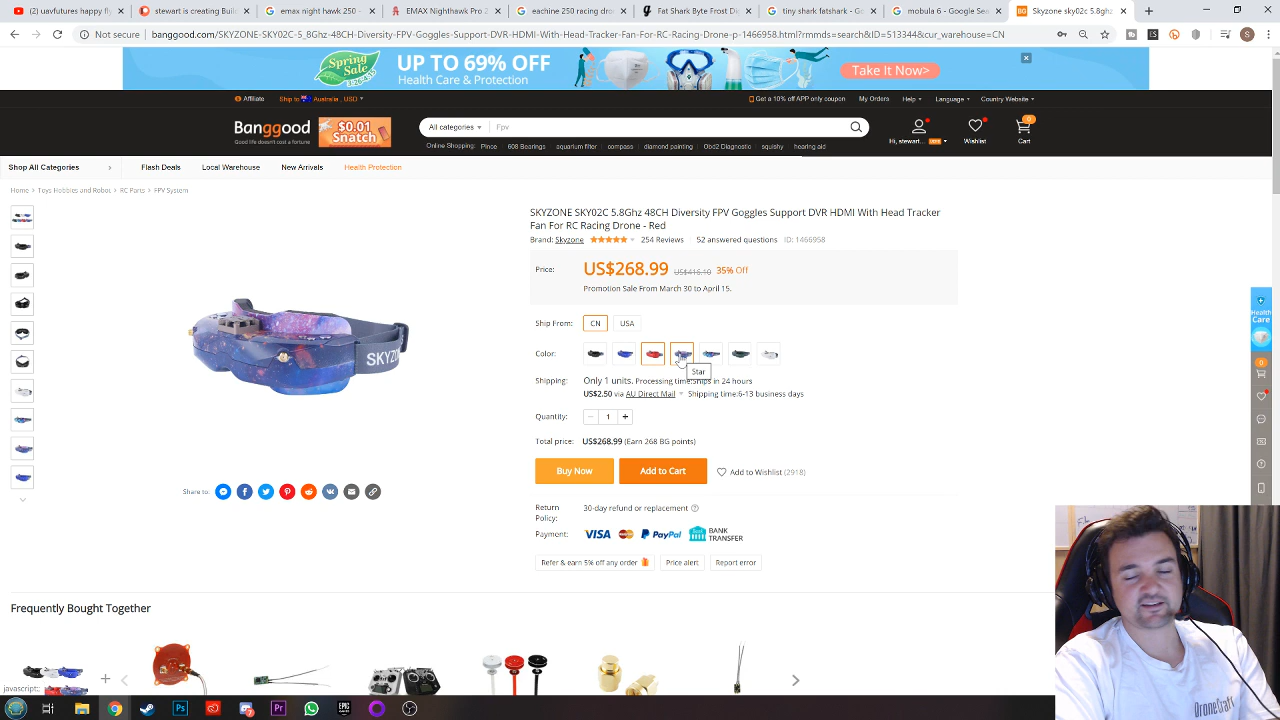 () uavfutures happy fly
stewart is creating Build
emax night hawk 250 -
EMAX Nighthawk Pro 2
eachine 250 racing dron
Fat Shark Byte Frost Dig
tiny shark fatshark - Go
mobula 6 - Google Sea
Skyzone sky02c 5.8ghz
Not secure | banggood.com/SKYZONE-SKY02C-5_8Ghz-48CH-Diversity-FPV-Goggles-Support-DVR-HDMI-With-Head-Tracker-Fan-For-RC-Racing-Drone-p-1466958.html?rmmds=search&ID=513344&cur_warehouse=CN
Spring Sale
UP TO 69% OFF
Health Care & Protection
Take It Now>
Affiliate
Ship to Australia , USD
Get a 10% off APP only coupon
My Orders
Help
Language
Country Website
Banggood
Good life doesn't cost a fortune
$0.01
Snatch
All categories
Fpv
Hi, stewart...
Wishlist
0
Cart
Online Shopping: Pince 608 Bearings aquarium filter compass diamond painting Obd2 Diagnostic squishy hearing aid
Shop All Categories
Flash Deals
Local Warehouse
New Arrivals
Health Protection
Home > Toys Hobbies and Robot > RC Parts > FPV System
SKYZONE SKY02C 5.8Ghz 48CH Diversity FPV Goggles Support DVR HDMI With Head Tracker
Fan For RC Racing Drone - Red
Brand: Skyzone 254 Reviews 52 answered questions ID: 1466958
Price: US$268.99 US$416.10 35% Off
Promotion Sale From March 30 to April 15.
Ship From: CN USA
Color:
Star
Shipping: Only 1 units. Processing time:Ships in 24 hours
US$2.50 via AU Direct Mail Shipping time:6-13 business days
Quantity: - 1 +
Total price: US$268.99 (Earn 268 BG points)
Buy Now
Add to Cart
Add to Wishlist (2918)
Return
Policy:
30-day refund or replacement
Payment: VISA PayPal BANK
TRANSFER
Refer & earn 5% off any order
Price alert
Report error
SKYZONE
Share to:
Health
Care
0
Frequently Bought Together
javascript:;
DroneCraft